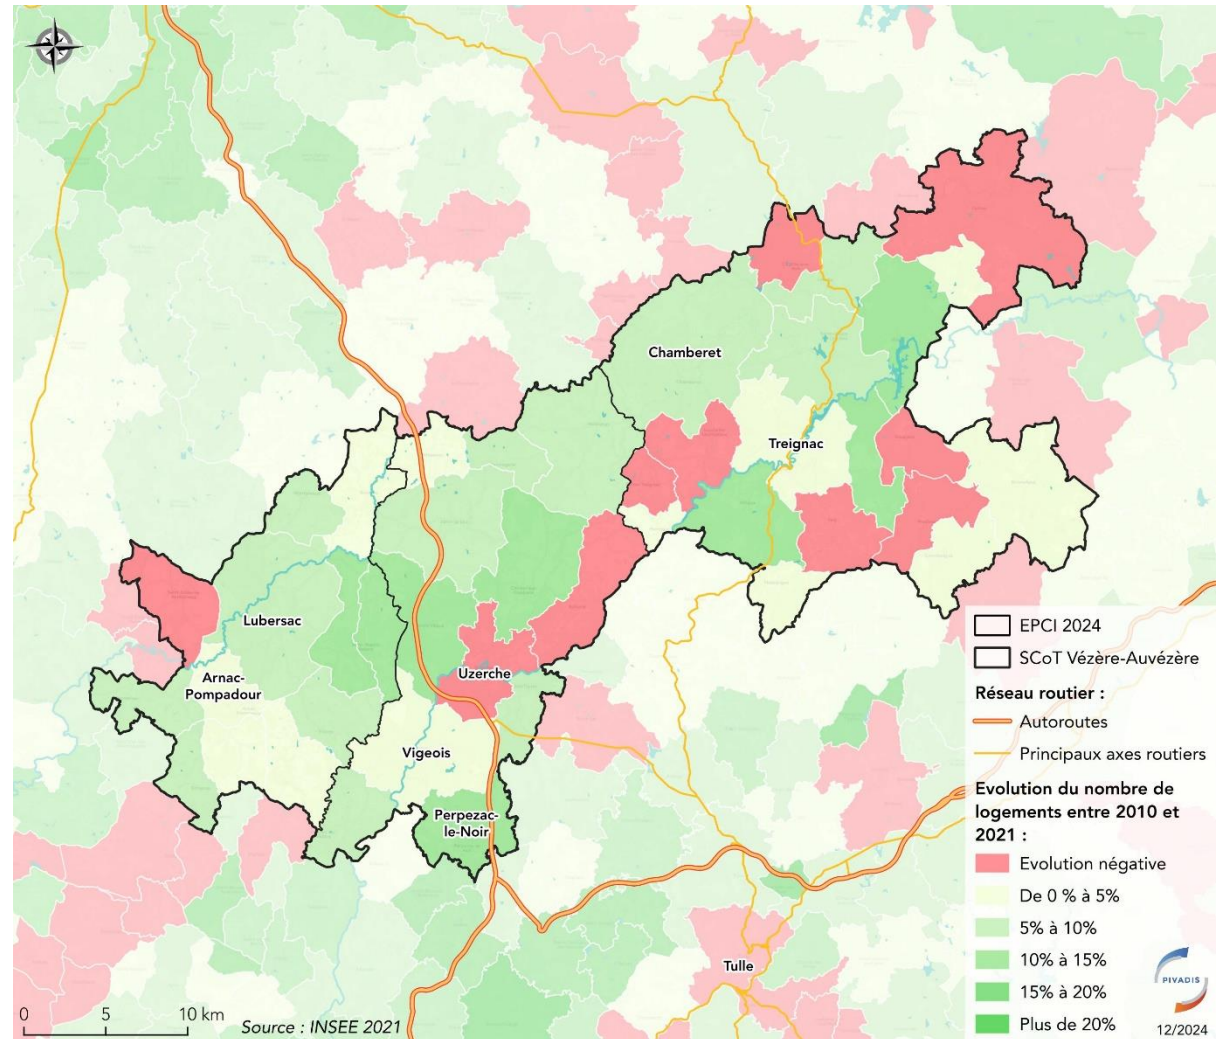 Chamberet
Treignac
Lubersac
Arnac-
Pompadour
Uzerche
Vigeois
Perpezac-
le-Noir
Tulle
EPCI 2024
SCoT Vézère-Auvézère
Réseau routier :
Autoroutes
Principaux axes routiers
Evolution du nombre de
logements entre 2010 et
2021 :
Evolution négative
De 0 % à 5%
5% à 10%
10% à 15%
15% à 20%
Plus de 20%
PIVADIS
12/2024
0 5 10 km
Source : INSEE 2021